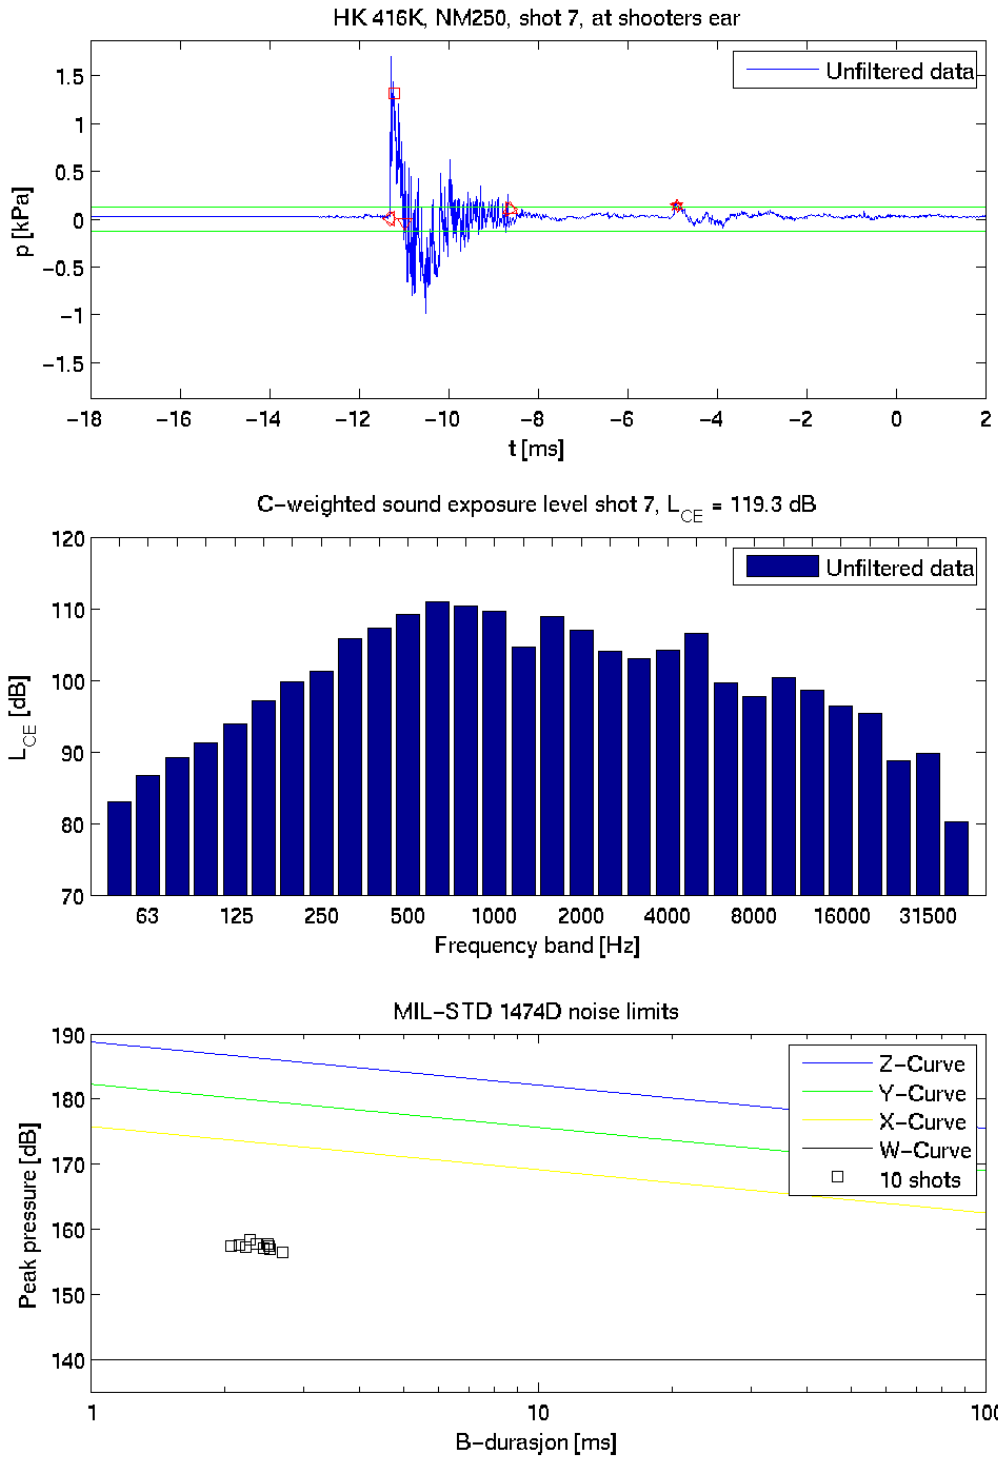 HK 416K, NM250, shot 7, at shooters ear
Unfiltered data
p [kPa]
1.5
1
0.5
0
−0.5
−1
−1.5
−18 −16 −14 −12 −10 −8 −6 −4 −2 0 2
t [ms]
C−weighted sound exposure level shot 7, L_CE = 119.3 dB
Unfiltered data
L_CE [dB]
120
110
100
90
80
70
63 125 250 500 1000 2000 4000 8000 16000 31500
Frequency band [Hz]
MIL−STD 1474D noise limits
Z−Curve
Y−Curve
X−Curve
W−Curve
10 shots
Peak pressure [dB]
190
180
170
160
150
140
1 10 100
B−durasjon [ms]